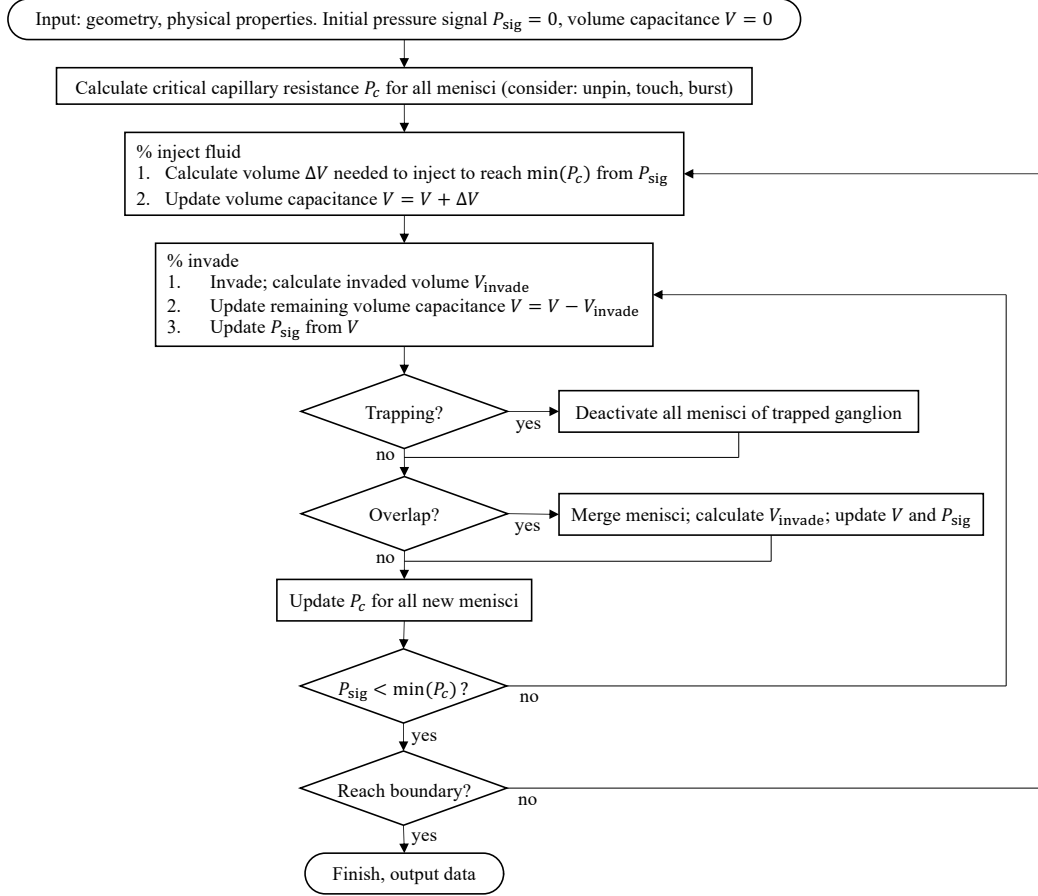 Input: geometry, physical properties. Initial pressure signal P_sig = 0, volume capacitance V = 0
Calculate critical capillary resistance P_c for all menisci (consider: unpin, touch, burst)
% inject fluid
1. Calculate volume ΔV needed to inject to reach min(P_c) from P_sig
2. Update volume capacitance V = V + ΔV
% invade
1. Invade; calculate invaded volume V_invade
2. Update remaining volume capacitance V = V − V_invade
3. Update P_sig from V
Trapping?
yes
Deactivate all menisci of trapped ganglion
no
Overlap?
yes
Merge menisci; calculate V_invade; update V and P_sig
no
Update P_c for all new menisci
P_sig < min(P_c) ?
no
yes
Reach boundary?
no
yes
Finish, output data